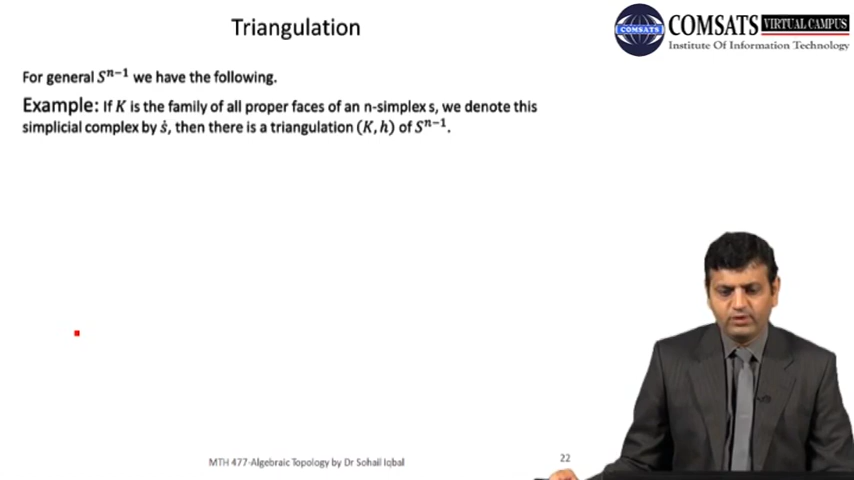 Triangulation
COMSATS VIRTUAL CAMPUS
COMSATS
Institute Of Information Technology
For general Sⁿ⁻¹ we have the following.
Example: If K is the family of all proper faces of an n-simplex s, we denote this
simplicial complex by ṡ, then there is a triangulation (K, h) of Sⁿ⁻¹.
MTH 477-Algebraic Topology by Dr Sohail Iqbal
22